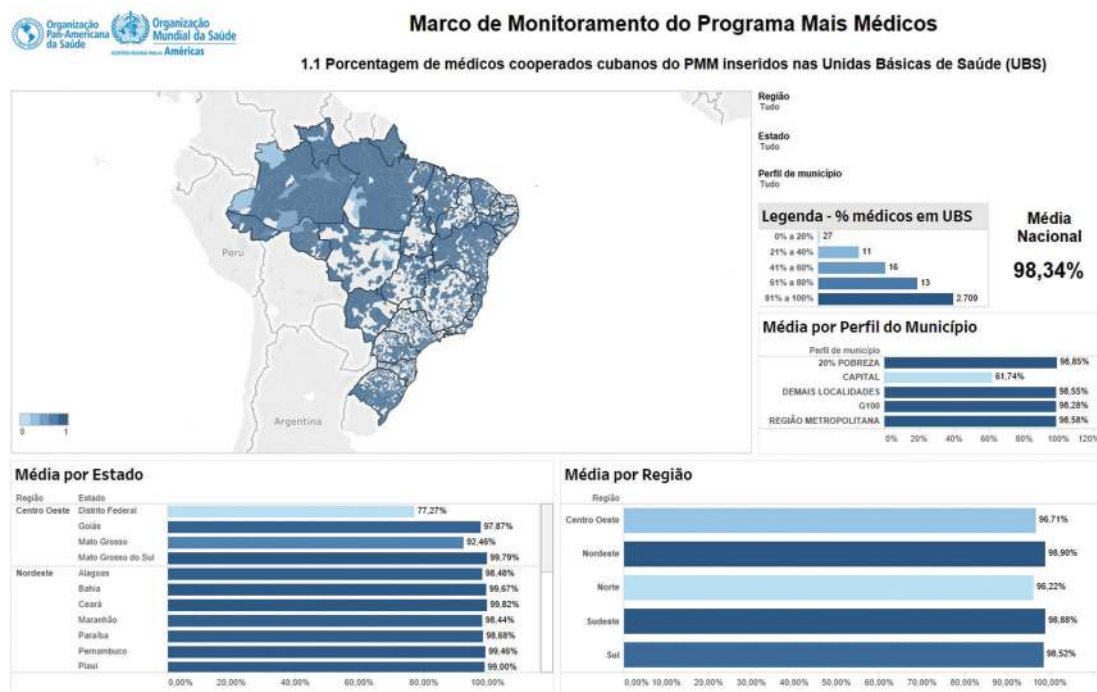 Organização
Pan-Americana
da Saúde
Organização
Mundial da Saúde
Américas
Marco de Monitoramento do Programa Mais Médicos
1.1 Porcentagem de médicos cooperados cubanos do PMM inseridos nas Unidas Básicas de Saúde (UBS)
Peru
Argentina
0 1
Região
Tudo
Estado
Tudo
Perfil de município
Tudo
Legenda - % médicos em UBS
0% a 20% 27
21% a 40% 11
41% a 60% 16
61% a 80% 13
81% a 100% 2.709
Média
Nacional
98,34%
Média por Perfil do Município
Perfil de município
20% POBREZA 98,85%
CAPITAL 61,74%
DEMAIS LOCALIDADES 98,55%
G100 98,28%
REGIÃO METROPOLITANA 98,58%
0% 20% 40% 60% 80% 100% 120%
Média por Estado
Região Estado
Centro Oeste Distrito Federal 77,27%
Goiás 97,87%
Mato Grosso 92,46%
Mato Grosso do Sul 99,79%
Nordeste Alagoas 98,48%
Bahia 99,67%
Ceará 99,82%
Maranhão 98,44%
Paraíba 98,68%
Pernambuco 99,46%
Piauí 99,00%
0,00% 20,00% 40,00% 60,00% 80,00% 100,00%
Média por Região
Região
Centro Oeste 96,71%
Nordeste 98,90%
Norte 96,22%
Sudeste 98,88%
Sul 98,52%
0,00% 10,00% 20,00% 30,00% 40,00% 50,00% 60,00% 70,00% 80,00% 90,00% 100,00%